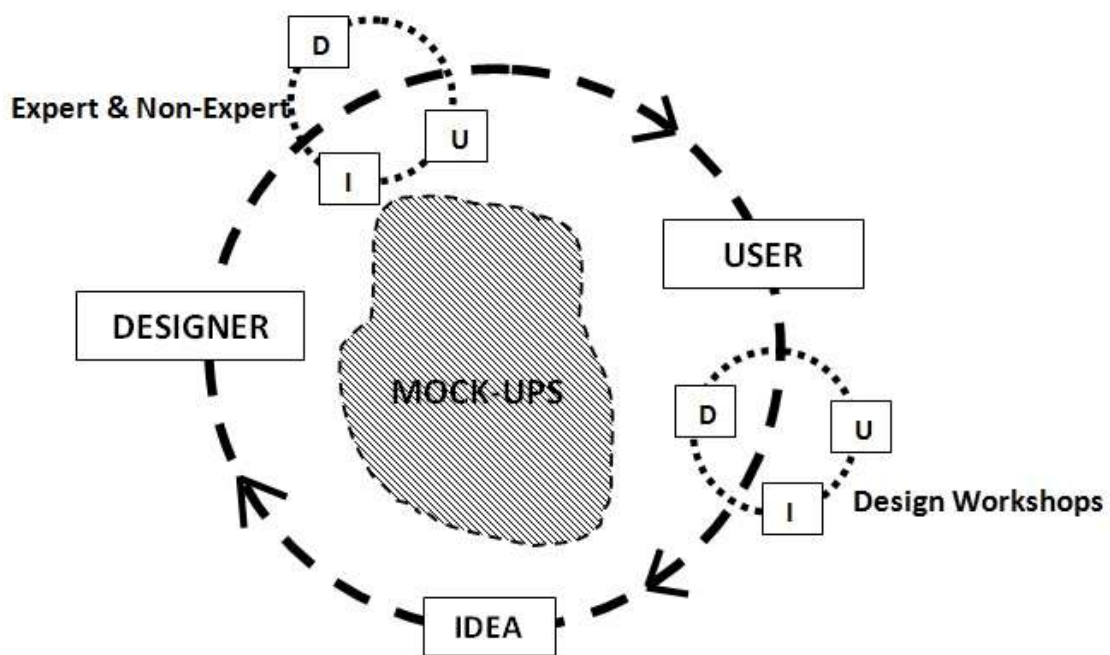 D
Expert & Non-Expert
U
I
USER
DESIGNER
MOCK-UPS
D
U
I
Design Workshops
IDEA